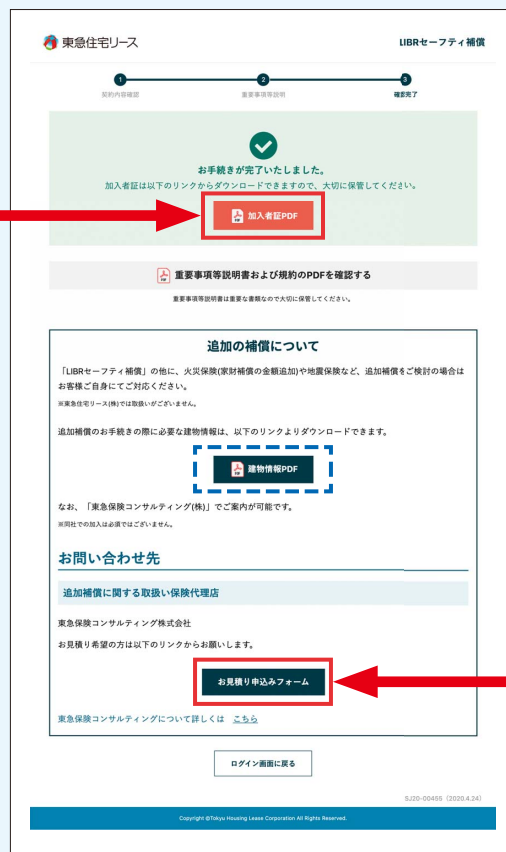 東急住宅リース
LIBRセーフティ補償
1
2
3
契約内容確認
重要事項等説明
確認完了
お手続きが完了いたしました。
加入者証は以下のリンクからダウンロードできますので、大切に保管してください。
加入者証PDF
重要事項等説明書および規約のPDFを確認する
重要事項等説明書は重要な書類なので大切に保管してください。
追加の補償について
「LIBRセーフティ補償」の他に、火災保険(家財補償の金額追加)や地震保険など、追加補償をご検討の場合は
お客様ご自身にてご対応ください。
※東急住宅リース(株)では取扱いがございません。
追加補償のお手続きの際に必要な建物情報は、以下のリンクよりダウンロードできます。
建物情報PDF
なお、「東急保険コンサルティング(株)」でご案内が可能です。
※同社での加入は必須ではございません。
お問い合わせ先
追加補償に関する取扱い保険代理店
東急保険コンサルティング株式会社
お見積り希望の方は以下のリンクからお願いします。
お見積り申込みフォーム
東急保険コンサルティングについて詳しくは こちら
ログイン画面に戻る
SJ20-00459（2020.4.24）
Copyright ©Tokyu Housing Lease Corporation All Rights Reserved.